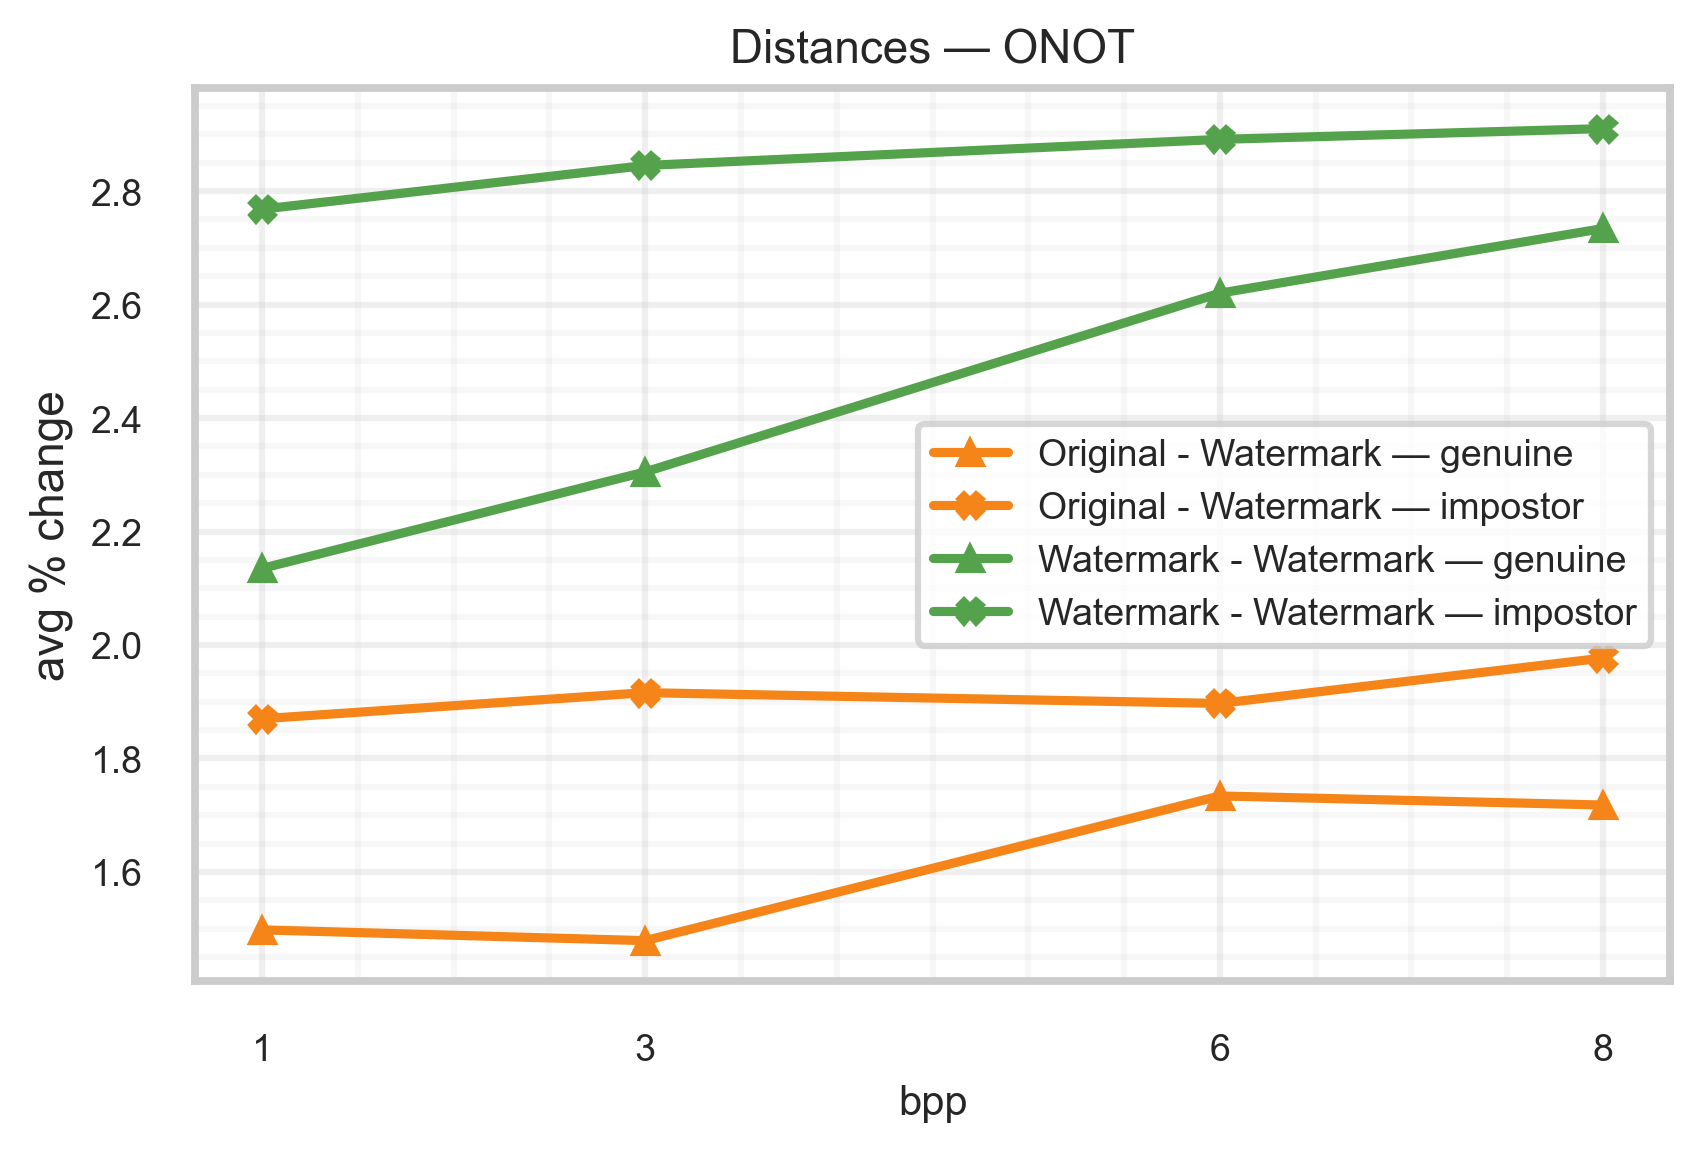 Distances — ONOT
avg % change
2.8
2.6
2.4
2.2
2.0
1.8
1.6
Original - Watermark — genuine
Original - Watermark — impostor
Watermark - Watermark — genuine
Watermark - Watermark — impostor
1 3 6 8
bpp